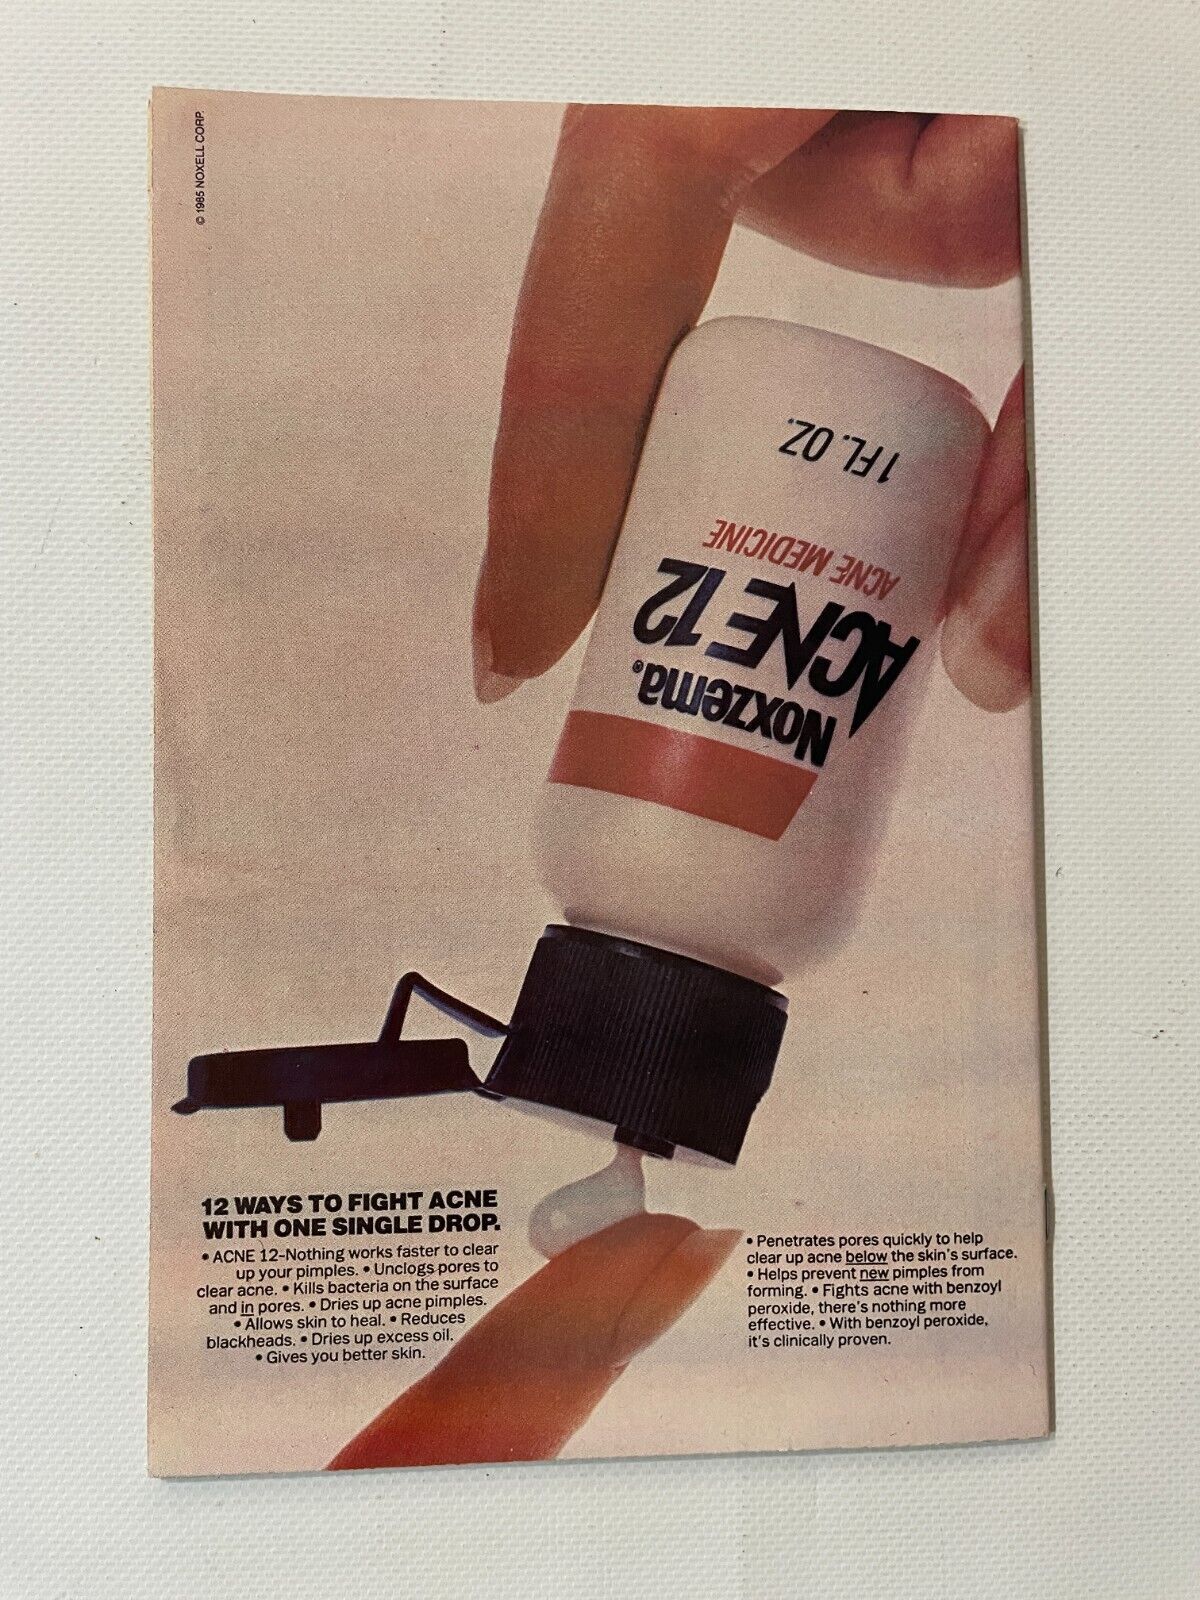 © 1985 NOXELL CORP.
Noxzema®
ACNE 12
ACNE MEDICINE
1 FL. OZ.
12 WAYS TO FIGHT ACNE
WITH ONE SINGLE DROP.
• ACNE 12–Nothing works faster to clear
up your pimples. • Unclogs pores to
clear acne. • Kills bacteria on the surface
and in pores. • Dries up acne pimples.
• Allows skin to heal. • Reduces
blackheads. • Dries up excess oil.
• Gives you better skin.
• Penetrates pores quickly to help
clear up acne below the skin's surface.
• Helps prevent new pimples from
forming. • Fights acne with benzoyl
peroxide, there's nothing more
effective. • With benzoyl peroxide,
it's clinically proven.